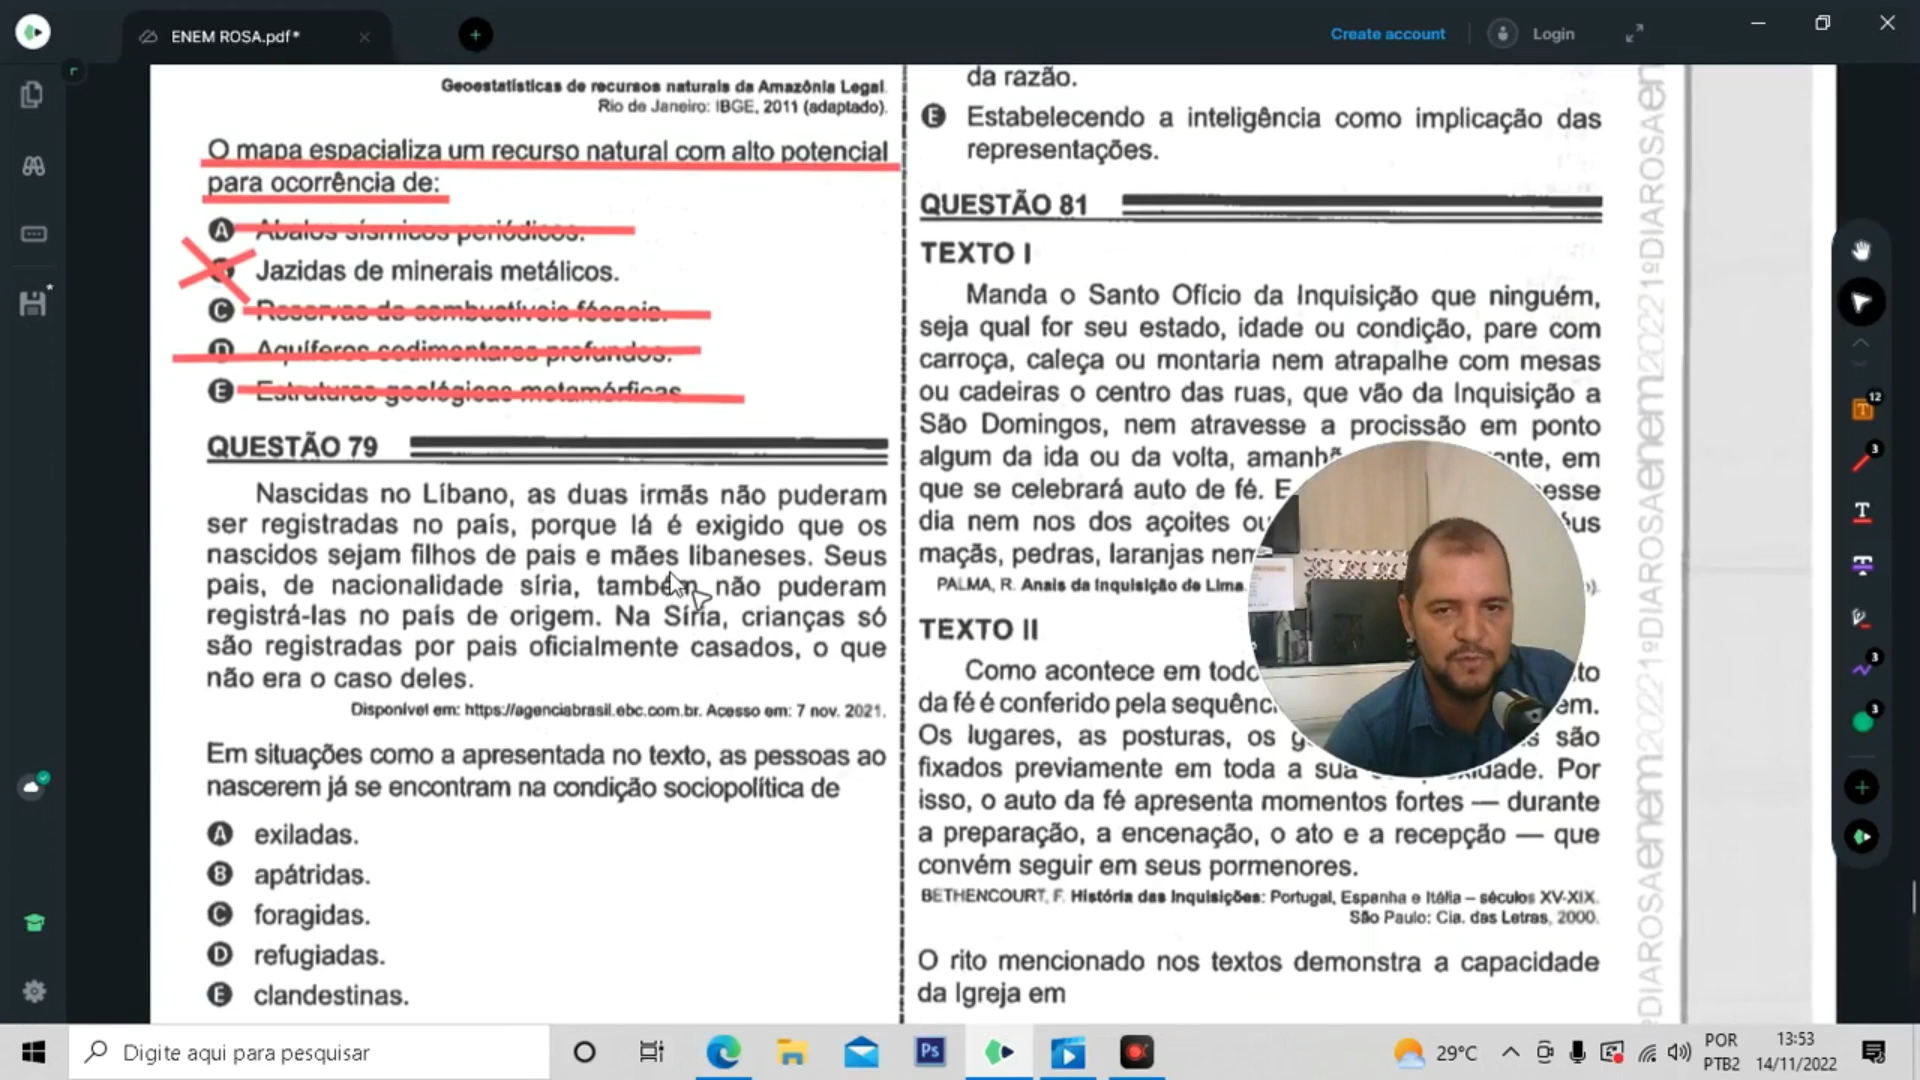 ENEM ROSA.pdf*
Create account
Login
Geoestatísticas de recursos naturais da Amazônia Legal.
Rio de Janeiro: IBGE, 2011 (adaptado).
O mapa espacializa um recurso natural com alto potencial
para ocorrência de:
A Abalos sísmicos periódicos.
Jazidas de minerais metálicos.
C Reservas de combustíveis fósseis.
D Aquíferos sedimentares profundos.
E Estruturas geológicas metamórficas.
QUESTÃO 79
Nascidas no Líbano, as duas irmãs não puderam
ser registradas no país, porque lá é exigido que os
nascidos sejam filhos de pais e mães libaneses. Seus
pais, de nacionalidade síria, também não puderam
registrá-las no país de origem. Na Síria, crianças só
são registradas por pais oficialmente casados, o que
não era o caso deles.
Disponível em: https://agenciabrasil.ebc.com.br. Acesso em: 7 nov. 2021.
Em situações como a apresentada no texto, as pessoas ao
nascerem já se encontram na condição sociopolítica de
A exiladas.
B apátridas.
C foragidas.
D refugiadas.
E clandestinas.
da razão.
E Estabelecendo a inteligência como implicação das
representações.
QUESTÃO 81
TEXTO I
Manda o Santo Ofício da Inquisição que ninguém,
seja qual for seu estado, idade ou condição, pare com
carroça, caleça ou montaria nem atrapalhe com mesas
ou cadeiras o centro das ruas, que vão da Inquisição a
São Domingos, nem atravesse a procissão em ponto
algum da ida ou da volta, amanhã em
que se celebrará auto de fé. E
dia nem nos dos açoites ou
maçãs, pedras, laranjas nem
PALMA, R. Anais da Inquisição de Lima.
TEXTO II
Como acontece em todo
da fé é conferido pela sequênc em.
Os lugares, as posturas, os são
fixados previamente em toda a sua Por
isso, o auto da fé apresenta momentos fortes — durante
a preparação, a encenação, o ato e a recepção — que
convém seguir em seus pormenores.
BETHENCOURT, F. História das Inquisições: Portugal, Espanha e Itália – séculos XV-XIX.
São Paulo: Cia. das Letras, 2000.
O rito mencionado nos textos demonstra a capacidade
da Igreja em
1ºDIAROSAenem2022
12
3
3
3
Digite aqui para pesquisar
Ps
29°C
POR
PTB2
13:53
14/11/2022